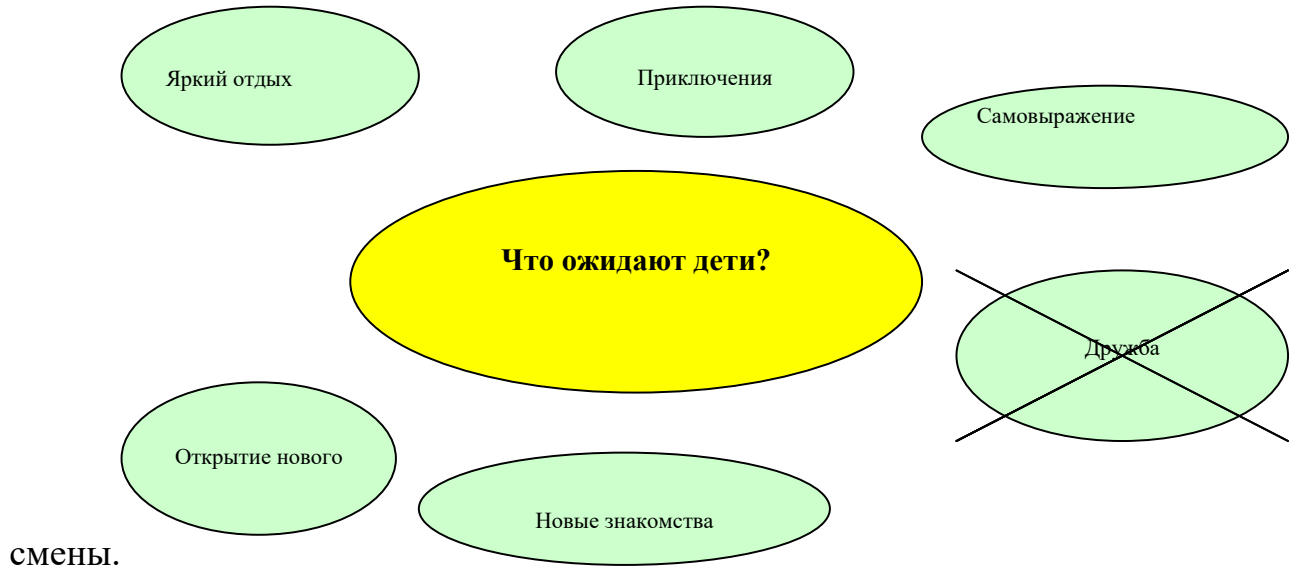 Яркий отдых
Приключения
Самовыражение
Что ожидают дети?
Дружба
Открытие нового
Новые знакомства
смены.